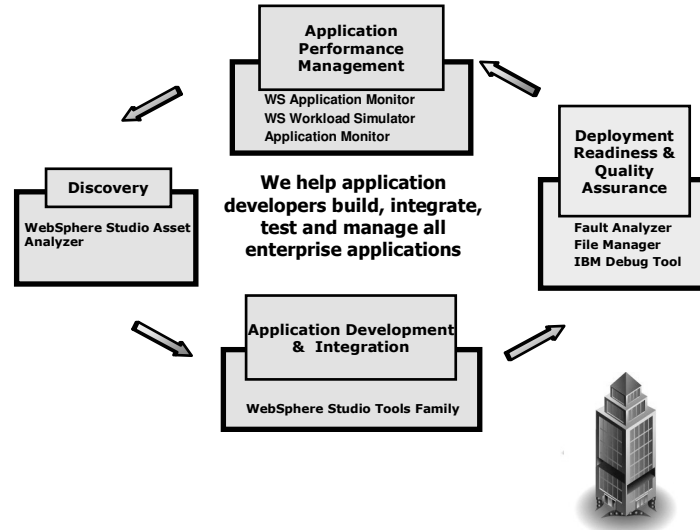 Application
Performance
Management
WS Application Monitor
WS Workload Simulator
Application Monitor
Deployment
Readiness &
Quality
Assurance
Fault Analyzer
File Manager
IBM Debug Tool
Discovery
WebSphere Studio Asset
Analyzer
We help application
developers build, integrate,
test and manage all
enterprise applications
Application Development
& Integration
WebSphere Studio Tools Family